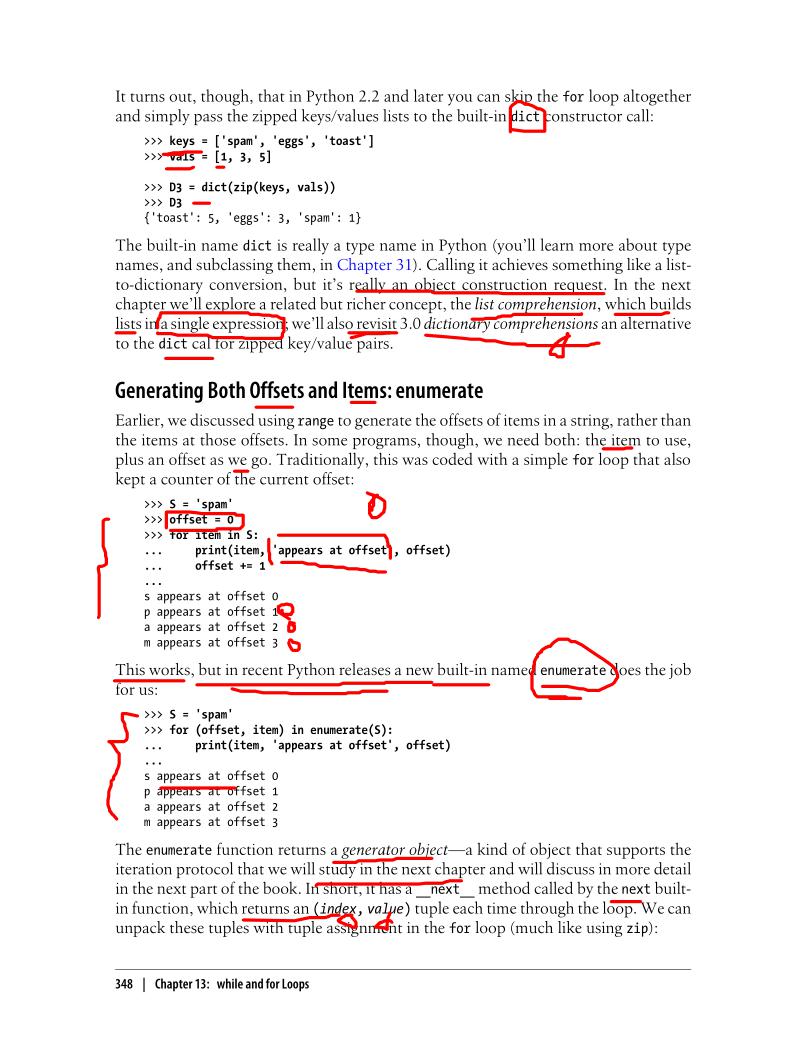 It turns out, though, that in Python 2.2 and later you can skip the for loop altogether
and simply pass the zipped keys/values lists to the built-in dict constructor call:
>>> keys = ['spam', 'eggs', 'toast']
>>> vals = [1, 3, 5]
>>> D3 = dict(zip(keys, vals))
>>> D3
{'toast': 5, 'eggs': 3, 'spam': 1}
The built-in name dict is really a type name in Python (you'll learn more about type
names, and subclassing them, in Chapter 31). Calling it achieves something like a list-
to-dictionary conversion, but it's really an object construction request. In the next
chapter we'll explore a related but richer concept, the list comprehension, which builds
lists in a single expression; we'll also revisit 3.0 dictionary comprehensions an alternative
to the dict cal for zipped key/value pairs.
Generating Both Offsets and Items: enumerate
Earlier, we discussed using range to generate the offsets of items in a string, rather than
the items at those offsets. In some programs, though, we need both: the item to use,
plus an offset as we go. Traditionally, this was coded with a simple for loop that also
kept a counter of the current offset:
>>> S = 'spam'
>>> offset = 0
>>> for item in S:
... print(item, 'appears at offset', offset)
... offset += 1
...
s appears at offset 0
p appears at offset 1
a appears at offset 2
m appears at offset 3
This works, but in recent Python releases a new built-in named enumerate does the job
for us:
>>> S = 'spam'
>>> for (offset, item) in enumerate(S):
... print(item, 'appears at offset', offset)
...
s appears at offset 0
p appears at offset 1
a appears at offset 2
m appears at offset 3
The enumerate function returns a generator object—a kind of object that supports the
iteration protocol that we will study in the next chapter and will discuss in more detail
in the next part of the book. In short, it has a __next__ method called by the next built-
in function, which returns an (index, value) tuple each time through the loop. We can
unpack these tuples with tuple assignment in the for loop (much like using zip):
348 | Chapter 13: while and for Loops